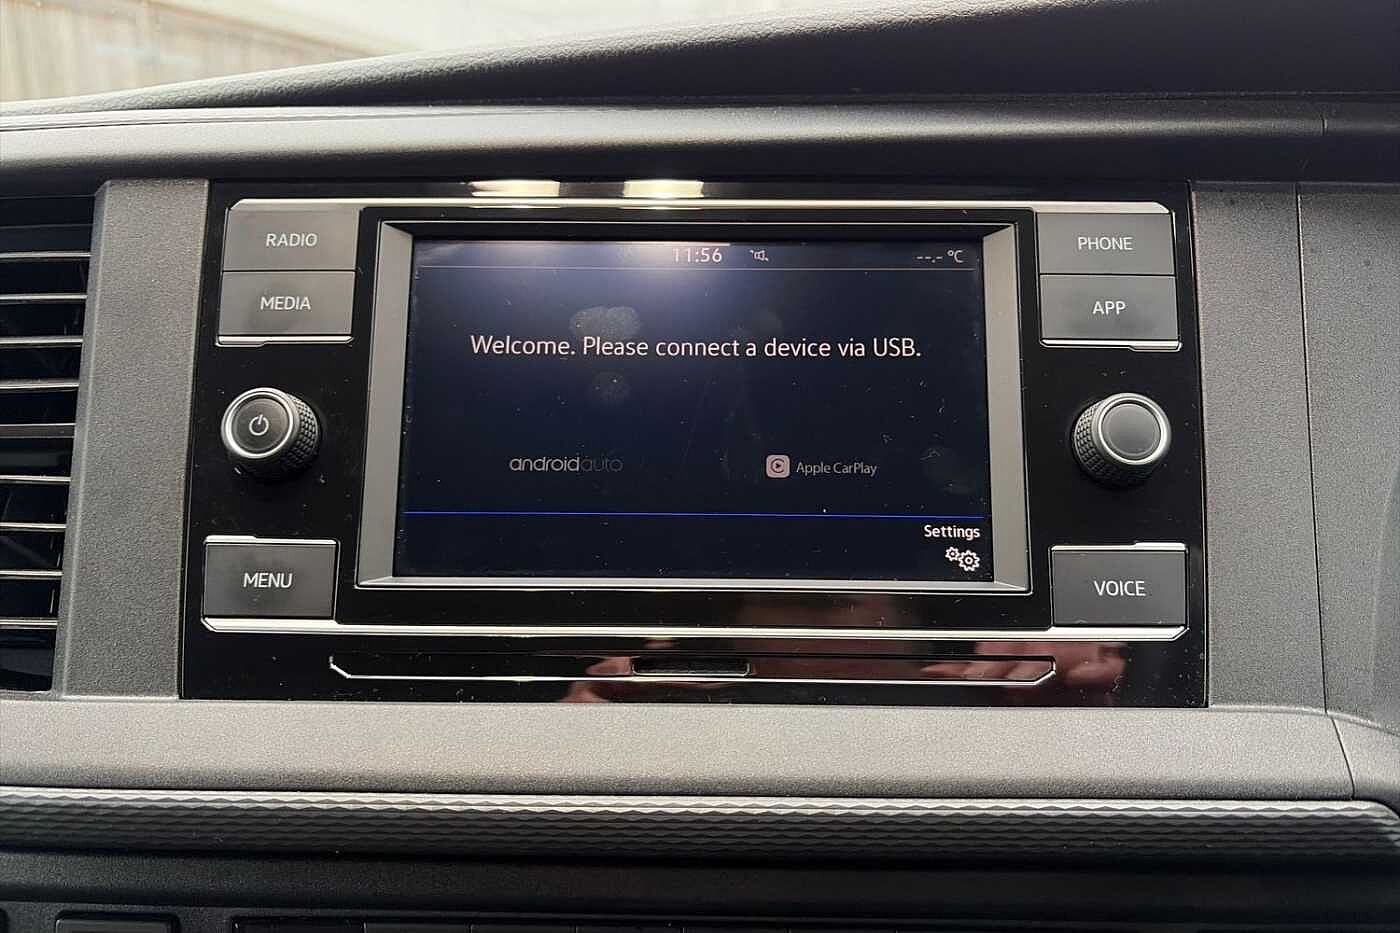 RADIO
MEDIA
MENU
11:56
--.- °C
Welcome. Please connect a device via USB.
androidauto
Apple CarPlay
Settings
PHONE
APP
VOICE